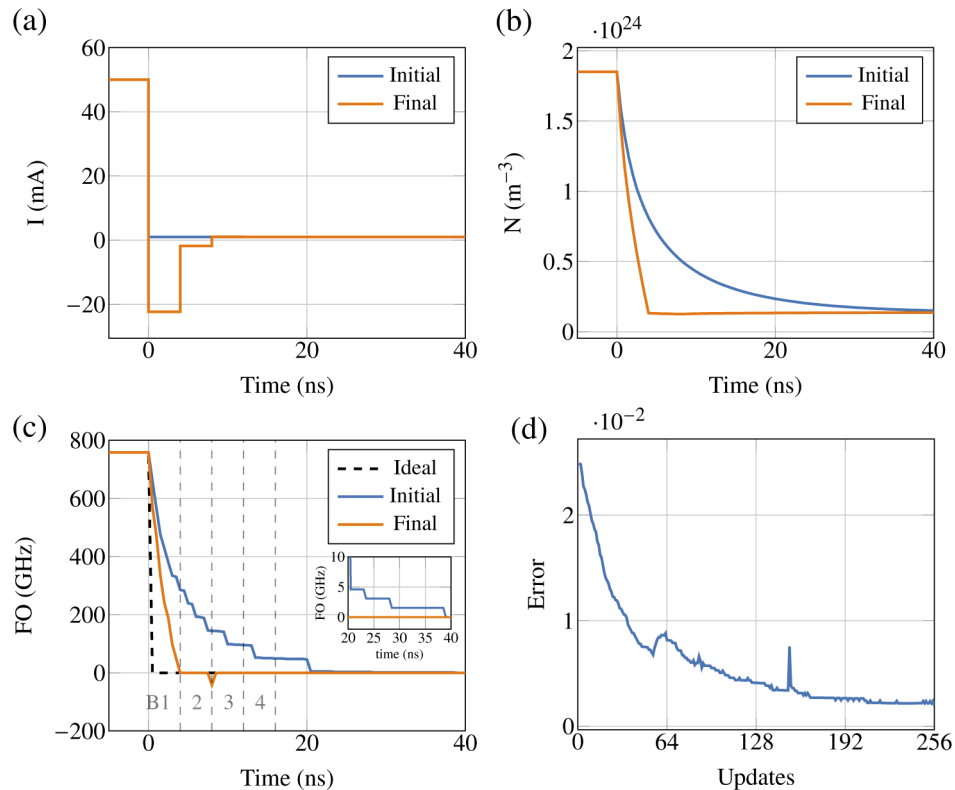 (a)
60
40
20
0
−20
0
20
40
I (mA)
Time (ns)
Initial
Final
(b)
·10²⁴
2
1.5
1
0.5
0
0
20
40
N (m⁻³)
Time (ns)
Initial
Final
(c)
800
600
400
200
0
−200
0
20
40
FO (GHz)
Time (ns)
Ideal
Initial
Final
B1
2
3
4
10
5
0
20
25
30
35
40
FO (GHz)
time (ns)
(d)
·10⁻²
2
1
0
0
64
128
192
256
Error
Updates